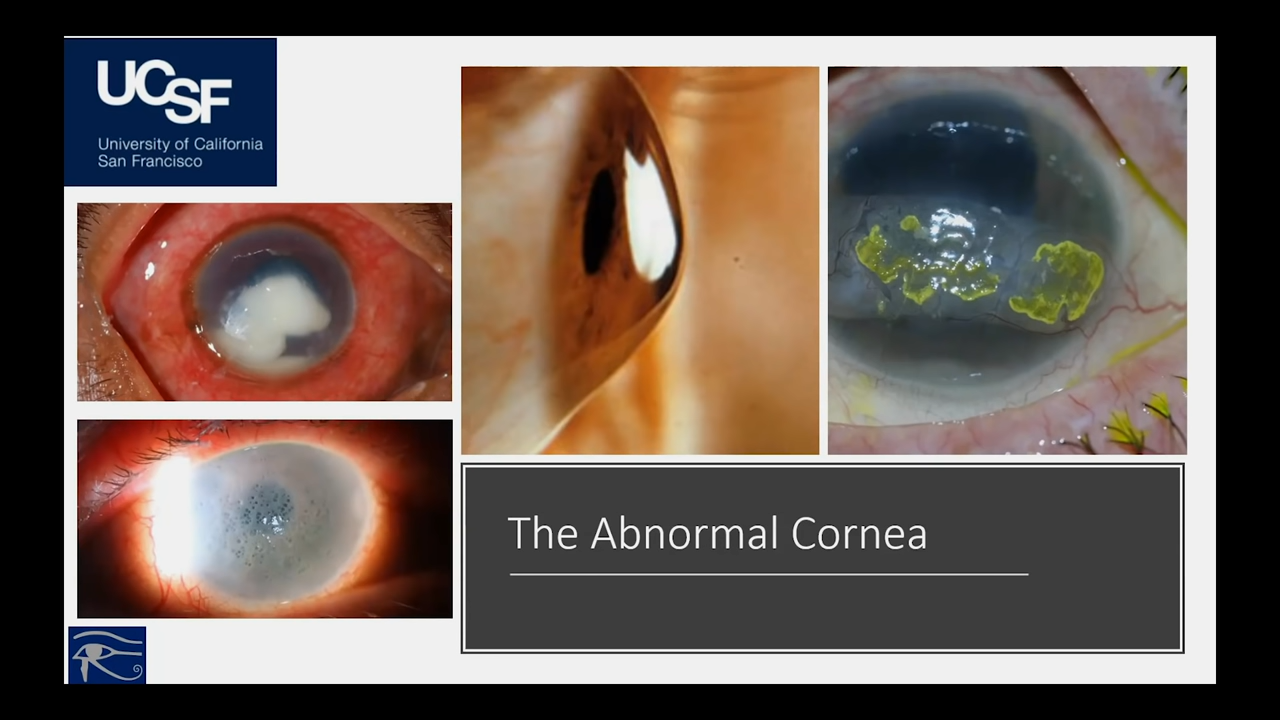 UCSF
University of California
San Francisco
The Abnormal Cornea